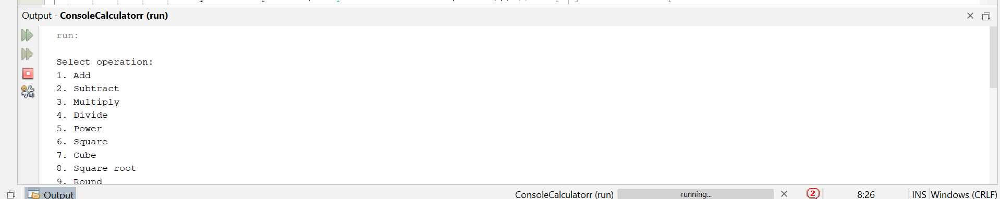 Output - ConsoleCalculatorr (run)
run:
Select operation:
1. Add
2. Subtract
3. Multiply
4. Divide
5. Power
6. Square
7. Cube
8. Square root
9. Round
Output
ConsoleCalculatorr (run)
running...
2
8:26
INS
Windows (CRLF)